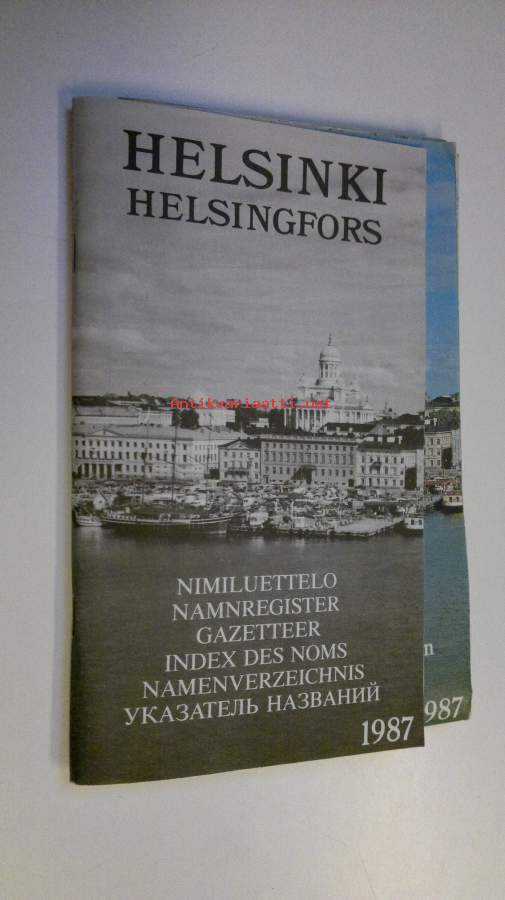 HELSINKI
HELSINGFORS
Antikvariaatti.net
NIMILUETTELO
NAMNREGISTER
GAZETTEER
INDEX DES NOMS
NAMENVERZEICHNIS
УКАЗАТЕЛЬ НАЗВАНИЙ
1987
n
987